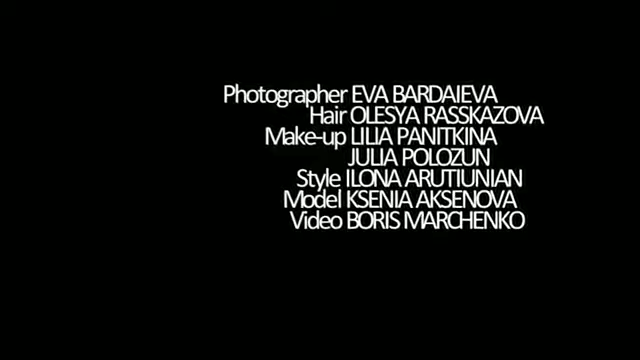 Photographer EVA BARDAIEVA
Hair OLESYA RASSKAZOVA
Make-up LILIA PANITKINA
JULIA POLOZUN
Style ILONA ARUTIUNIAN
Model KSENIA AKSENOVA
Video BORIS MARCHENKO